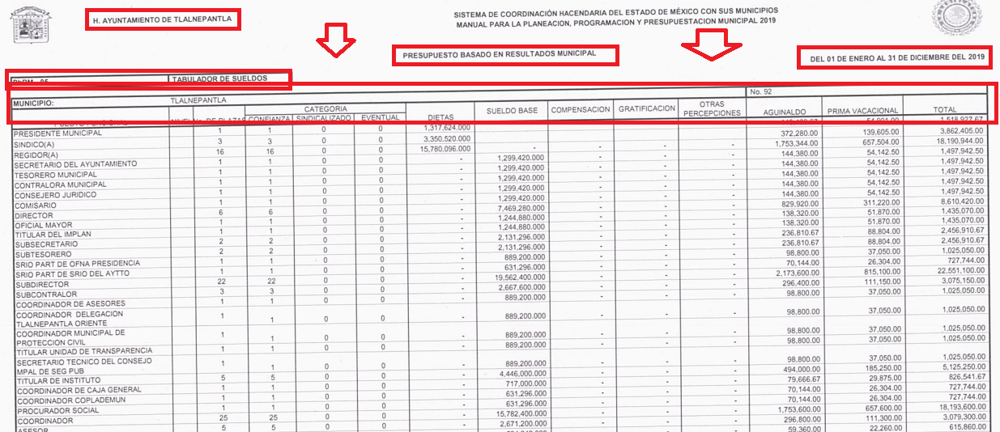 H. AYUNTAMIENTO DE TLALNEPANTLA
SISTEMA DE COORDINACIÓN HACENDARIA DEL ESTADO DE MÉXICO CON SUS MUNICIPIOS
MANUAL PARA LA PLANEACION, PROGRAMACION Y PRESUPUESTACION MUNICIPAL 2019
PRESUPUESTO BASADO EN RESULTADOS MUNICIPAL
DEL 01 DE ENERO AL 31 DE DICIEMBRE DEL 2019
PbRM - 05 TABULADOR DE SUELDOS
MUNICIPIO: TLALNEPANTLA No. 92
PUESTO FUNCIONAL NIVEL No. DE PLAZAS CATEGORIA CONFIANZA SINDICALIZADO EVENTUAL DIETAS SUELDO BASE COMPENSACION GRATIFICACION OTRAS PERCEPCIONES AGUINALDO PRIMA VACACIONAL TOTAL
PRESIDENTE MUNICIPAL 1 1 0 0 1,317,624.000 54,901.00 1,518,927.67
SINDICO(A) 3 3 0 0 3,350,520.000 372,280.00 139,605.00 3,862,405.00
REGIDOR(A) 16 16 0 0 15,780,096.000 - - - - 1,753,344.00 657,504.00 18,190,944.00
SECRETARIO DEL AYUNTAMIENTO 1 1 0 0 - 1,299,420.000 - - - 144,380.00 54,142.50 1,497,942.50
TESORERO MUNICIPAL 1 1 0 0 - 1,299,420.000 - - - 144,380.00 54,142.50 1,497,942.50
CONTRALORA MUNICIPAL 1 1 0 0 - 1,299,420.000 - - - 144,380.00 54,142.50 1,497,942.50
CONSEJERO JURIDICO 1 1 0 0 - 1,299,420.000 - - - 144,380.00 54,142.50 1,497,942.50
COMISARIO 1 1 0 0 - 1,299,420.000 - - - 144,380.00 54,142.50 1,497,942.50
DIRECTOR 6 6 0 0 - 7,469,280.000 - - - 829,920.00 311,220.00 8,610,420.00
OFICIAL MAYOR 1 1 0 0 - 1,244,880.000 - - - 138,320.00 51,870.00 1,435,070.00
TITULAR DEL IMPLAN 1 1 0 0 - 1,244,880.000 - - - 138,320.00 51,870.00 1,435,070.00
SUBSECRETARIO 2 2 0 0 - 2,131,296.000 - - - 236,810.67 88,804.00 2,456,910.67
SUBTESORERO 2 2 0 0 - 2,131,296.000 - - - 236,810.67 88,804.00 2,456,910.67
SRIO PART DE OFNA PRESIDENCIA 1 1 0 0 - 889,200.000 - - - 98,800.00 37,050.00 1,025,050.00
SRIO PART DE SRIO DEL AYTTO 1 1 0 0 - 631,296.000 - - - 70,144.00 26,304.00 727,744.00
SUBDIRECTOR 22 22 0 0 - 19,562,400.000 - - - 2,173,600.00 815,100.00 22,551,100.00
SUBCONTRALOR 3 3 0 0 - 2,667,600.000 - - - 296,400.00 111,150.00 3,075,150.00
COORDINADOR DE ASESORES 1 1 0 0 - 889,200.000 - - - 98,800.00 37,050.00 1,025,050.00
COORDINADOR DELEGACION
TLALNEPANTLA ORIENTE 1 1 0 0 - 889,200.000 - - - 98,800.00 37,050.00 1,025,050.00
COORDINADOR MUNICIPAL DE
PROTECCION CIVIL 1 1 0 0 - 889,200.000 - - - 98,800.00 37,050.00 1,025,050.00
TITULAR UNIDAD DE TRANSPARENCIA 1 1 0 0 - 889,200.000 - - - 98,800.00 37,050.00 1,025,050.00
SECRETARIO TECNICO DEL CONSEJO
MPAL DE SEG PUB 1 1 0 0 - 889,200.000 - - - 98,800.00 37,050.00 1,025,050.00
TITULAR DE INSTITUTO 5 5 0 0 - 4,446,000.000 - - - 494,000.00 185,250.00 5,125,250.00
COORDINADOR DE CAJA GENERAL 1 1 0 0 - 717,000.000 - - - 79,666.67 29,875.00 826,541.67
COORDINADOR COPLADEMUN 1 1 0 0 - 631,296.000 - - - 70,144.00 26,304.00 727,744.00
PROCURADOR SOCIAL 1 1 0 0 - 631,296.000 - - - 70,144.00 26,304.00 727,744.00
COORDINADOR 25 25 0 0 - 15,782,400.000 - - - 1,753,600.00 657,600.00 18,193,600.00
ASESOR 5 5 0 0 - 2,671,200.000 - - - 296,800.00 111,300.00 3,079,300.00
59,360.00 22,260.00 615,860.00